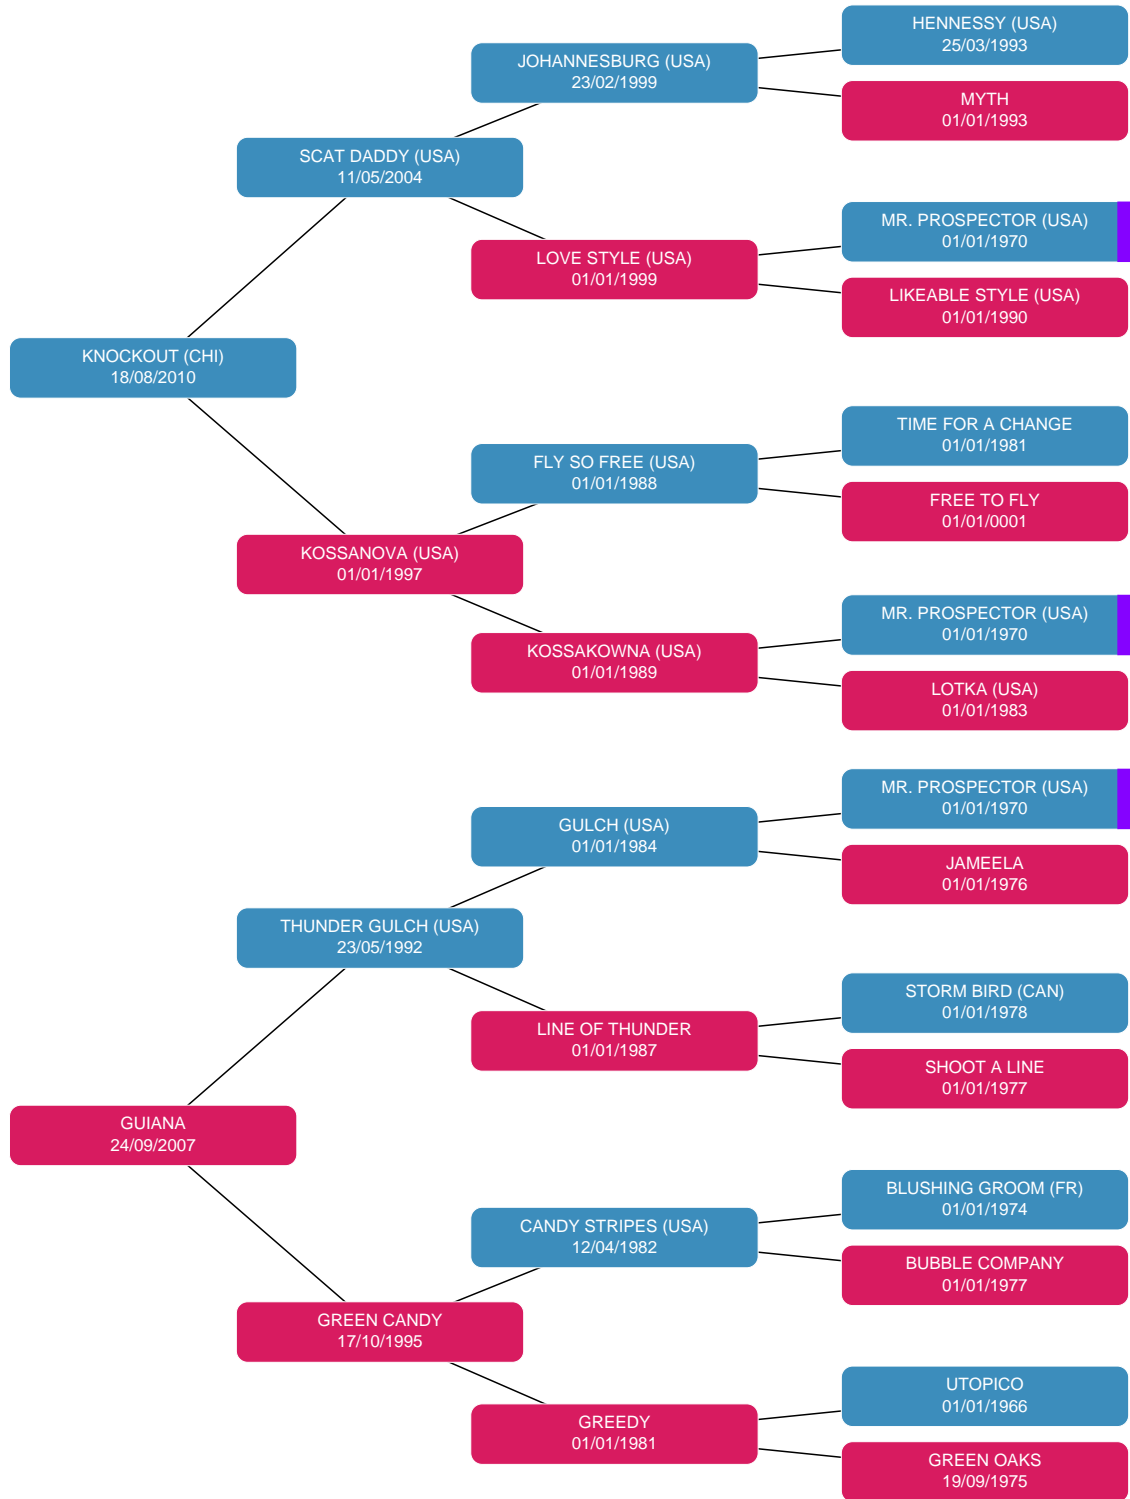 HENNESSY (USA)
25/03/1993
JOHANNESBURG (USA)
23/02/1999
MYTH
01/01/1993
SCAT DADDY (USA)
11/05/2004
MR. PROSPECTOR (USA)
01/01/1970
LOVE STYLE (USA)
01/01/1999
LIKEABLE STYLE (USA)
01/01/1990
KNOCKOUT (CHI)
18/08/2010
TIME FOR A CHANGE
01/01/1981
FLY SO FREE (USA)
01/01/1988
FREE TO FLY
01/01/0001
KOSSANOVA (USA)
01/01/1997
MR. PROSPECTOR (USA)
01/01/1970
KOSSAKOWNA (USA)
01/01/1989
LOTKA (USA)
01/01/1983
MR. PROSPECTOR (USA)
01/01/1970
GULCH (USA)
01/01/1984
JAMEELA
01/01/1976
THUNDER GULCH (USA)
23/05/1992
STORM BIRD (CAN)
01/01/1978
LINE OF THUNDER
01/01/1987
SHOOT A LINE
01/01/1977
GUIANA
24/09/2007
BLUSHING GROOM (FR)
01/01/1974
CANDY STRIPES (USA)
12/04/1982
BUBBLE COMPANY
01/01/1977
GREEN CANDY
17/10/1995
UTOPICO
01/01/1966
GREEDY
01/01/1981
GREEN OAKS
19/09/1975